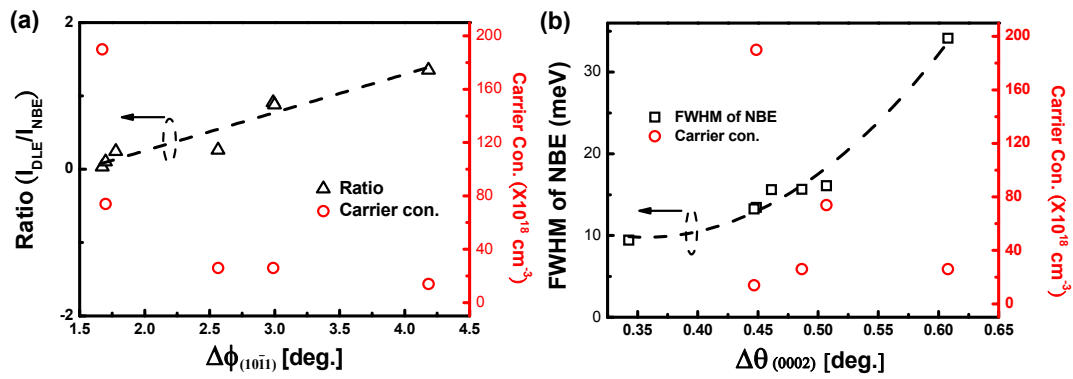 (a)
2
1
0
-2
1.5
2.0
2.5
3.0
3.5
4.0
4.5
200
160
120
80
40
0
Ratio (I_DLE/I_NBE)
Carrier Con. (X10^18 cm^-3)
Ratio
Carrier con.
Δϕ(101̄1) [deg.]
(b)
30
20
10
0
0.35
0.40
0.45
0.50
0.55
0.60
0.65
200
160
120
80
40
0
FWHM of NBE (meV)
Carrier Con. (X10^18 cm^-3)
FWHM of NBE
Carrier con.
Δθ(0002) [deg.]